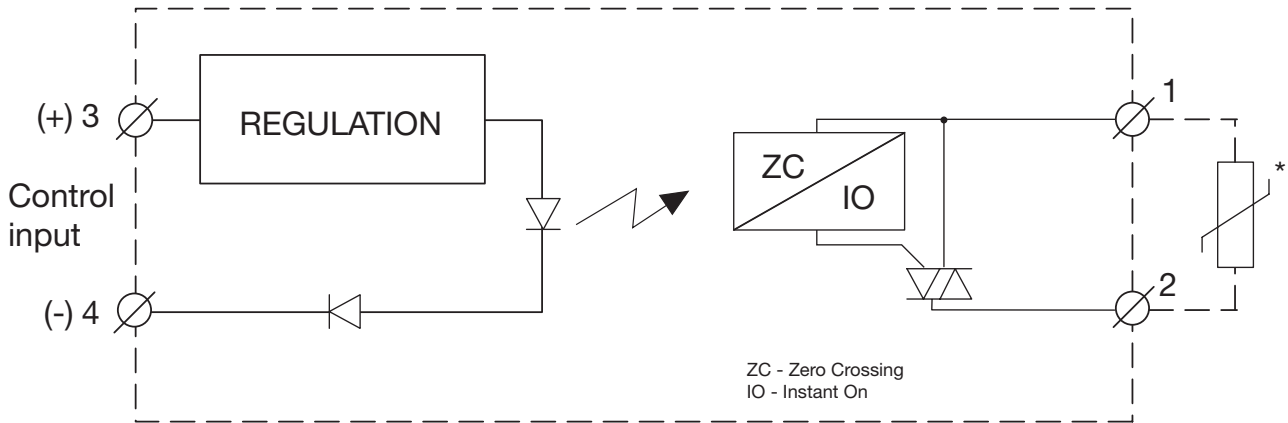 (+) 3
REGULATION
Control
input
(-) 4
ZC
IO
1
*
2
ZC - Zero Crossing
IO - Instant On